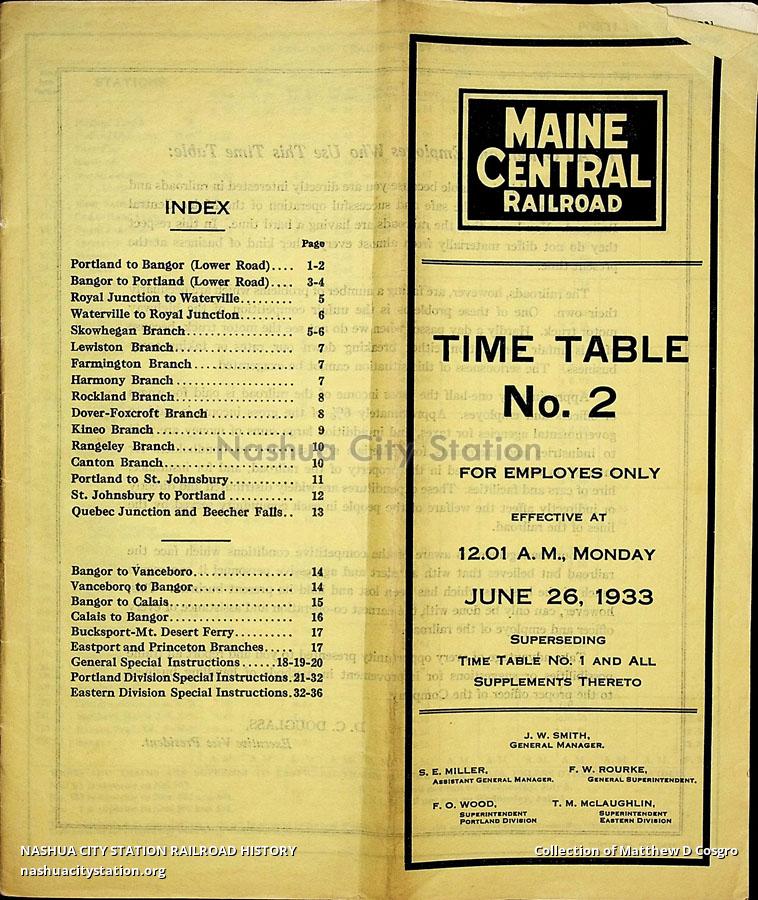 INDEX
Page
Portland to Bangor (Lower Road).... 1-2
Bangor to Portland (Lower Road).... 3-4
Royal Junction to Waterville......... 5
Waterville to Royal Junction......... 6
Skowhegan Branch.................. 5-6
Lewiston Branch.................... 7
Farmington Branch................. 7
Harmony Branch................... 7
Rockland Branch.................... 8
Dover-Foxcroft Branch.............. 8
Kineo Branch....................... 9
Rangeley Branch.................... 10
Canton Branch...................... 10
Portland to St. Johnsbury........... 11
St. Johnsbury to Portland........... 12
Quebec Junction and Beecher Falls.. 13
Bangor to Vanceboro................. 14
Vanceboro to Bangor................. 14
Bangor to Calais..................... 15
Calais to Bangor..................... 16
Bucksport-Mt. Desert Ferry.......... 17
Eastport and Princeton Branches..... 17
General Special Instructions......18-19-20
Portland Division Special Instructions.21-32
Eastern Division Special Instructions.32-36
MAINE
CENTRAL
RAILROAD
TIME TABLE
No. 2
FOR EMPLOYES ONLY
EFFECTIVE AT
12.01 A. M., MONDAY
JUNE 26, 1933
SUPERSEDING
TIME TABLE NO. 1 AND ALL
SUPPLEMENTS THERETO
J. W. SMITH,
GENERAL MANAGER.
S. E. MILLER,
ASSISTANT GENERAL MANAGER.
F. W. ROURKE,
GENERAL SUPERINTENDENT.
F. O. WOOD,
SUPERINTENDENT
PORTLAND DIVISION
T. M. McLAUGHLIN,
SUPERINTENDENT
EASTERN DIVISION
Nashua City Station
NASHUA CITY STATION RAILROAD HISTORY
nashuacitystation.org
Collection of Matthew D Cosgro